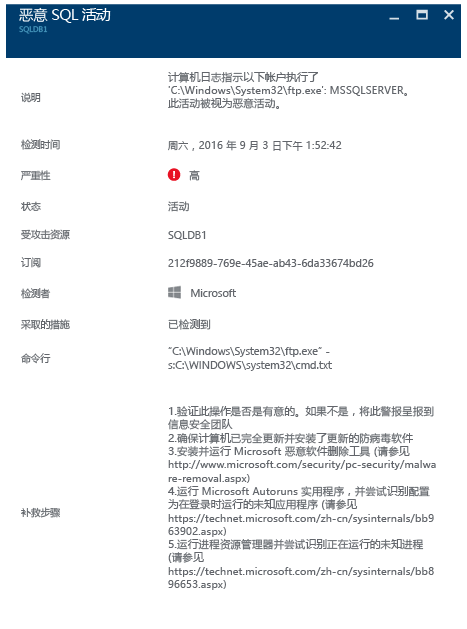 恶意 SQL 活动
SQLDB1
说明
计算机日志指示以下帐户执行了
'C:\Windows\System32\ftp.exe': MSSQLSERVER。
此活动被视为恶意活动。
检测时间
周六，2016 年 9 月 3 日下午 1:52:42
严重性
高
状态
活动
受攻击资源
SQLDB1
订阅
212f9889-769e-45ae-ab43-6da33674bd26
检测者
Microsoft
采取的措施
已检测到
命令行
"C:\Windows\System32\ftp.exe" -
s:C:\WINDOWS\system32\cmd.txt
补救步骤
1.验证此操作是否是有意的。如果不是，将此警报呈报到
信息安全团队
2.确保计算机已完全更新并安装了更新的防病毒软件
3.安装并运行 Microsoft 恶意软件删除工具 (请参见
http://www.microsoft.com/security/pc-security/malwa
re-removal.aspx)
4.运行 Microsoft Autoruns 实用程序，并尝试识别配置
为在登录时运行的未知应用程序 (请参见
https://technet.microsoft.com/zh-cn/sysinternals/bb9
63902.aspx)
5.运行进程资源管理器并尝试识别正在运行的未知进程
(请参见
https://technet.microsoft.com/zh-cn/sysinternals/bb8
96653.aspx)